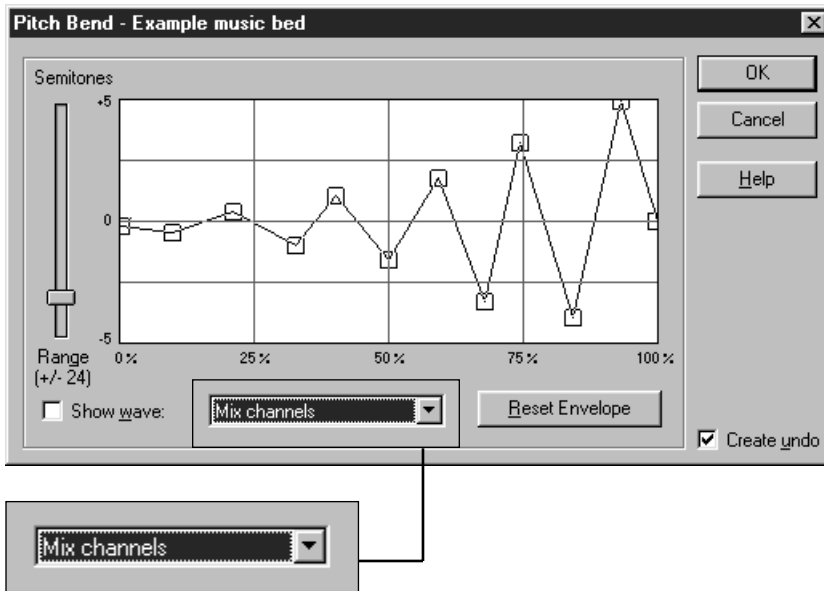 Pitch Bend - Example music bed
Semitones
+5
0
-5
0 % 25 % 50 % 75 % 100 %
Range
(+/- 24)
Show wave:
Mix channels
Reset Envelope
OK
Cancel
Help
Create undo
Mix channels